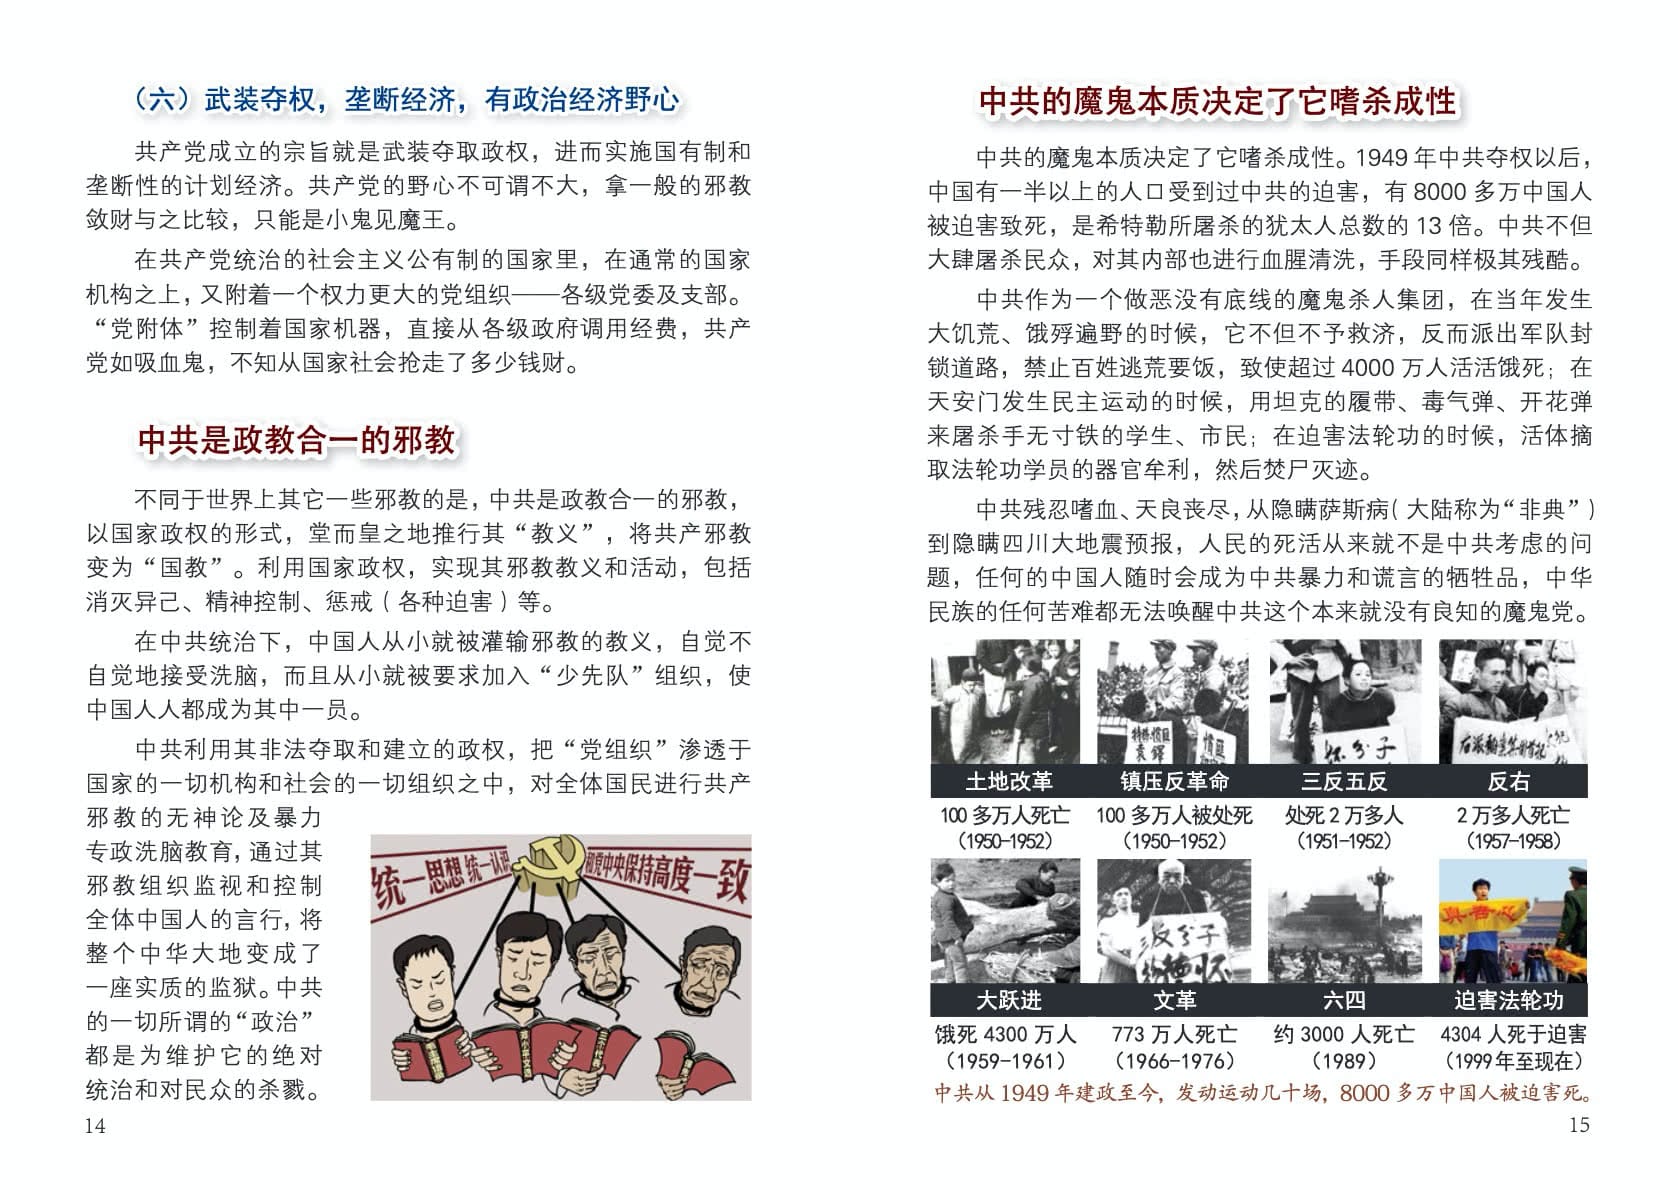 （六）武装夺权，垄断经济，有政治经济野心
共产党成立的宗旨就是武装夺取政权，进而实施国有制和
垄断性的计划经济。共产党的野心不可谓不大，拿一般的邪教
敛财与之比较，只能是小鬼见魔王。
在共产党统治的社会主义公有制的国家里，在通常的国家
机构之上，又附着一个权力更大的党组织——各级党委及支部。
“党附体”控制着国家机器，直接从各级政府调用经费，共产
党如吸血鬼，不知从国家社会抢走了多少钱财。
中共是政教合一的邪教
不同于世界上其它一些邪教的是，中共是政教合一的邪教，
以国家政权的形式，堂而皇之地推行其“教义”，将共产邪教
变为“国教”。利用国家政权，实现其邪教教义和活动，包括
消灭异己、精神控制、惩戒（各种迫害）等。
在中共统治下，中国人从小就被灌输邪教的教义，自觉不
自觉地接受洗脑，而且从小就被要求加入“少先队”组织，使
中国人人都成为其中一员。
中共利用其非法夺取和建立的政权，把“党组织”渗透于
国家的一切机构和社会的一切组织之中，对全体国民进行共产
邪教的无神论及暴力
专政洗脑教育，通过其
邪教组织监视和控制
全体中国人的言行，将
整个中华大地变成了
一座实质的监狱。中共
的一切所谓的“政治”
都是为维护它的绝对
统治和对民众的杀戮。
统一思想 统一认识
和党中央保持高度一致
14
中共的魔鬼本质决定了它嗜杀成性
中共的魔鬼本质决定了它嗜杀成性。1949 年中共夺权以后，
中国有一半以上的人口受到过中共的迫害，有 8000 多万中国人
被迫害致死，是希特勒所屠杀的犹太人总数的 13 倍。中共不但
大肆屠杀民众，对其内部也进行血腥清洗，手段同样极其残酷。
中共作为一个做恶没有底线的魔鬼杀人集团，在当年发生
大饥荒、饿殍遍野的时候，它不但不予救济，反而派出军队封
锁道路，禁止百姓逃荒要饭，致使超过 4000 万人活活饿死；在
天安门发生民主运动的时候，用坦克的履带、毒气弹、开花弹
来屠杀手无寸铁的学生、市民；在迫害法轮功的时候，活体摘
取法轮功学员的器官牟利，然后焚尸灭迹。
中共残忍嗜血、天良丧尽，从隐瞒萨斯病（大陆称为“非典”）
到隐瞒四川大地震预报，人民的死活从来就不是中共考虑的问
题，任何的中国人随时会成为中共暴力和谎言的牺牲品，中华
民族的任何苦难都无法唤醒中共这个本来就没有良知的魔鬼党。
坏分子
土地改革 镇压反革命 三反五反 反右
100 多万人死亡 100 多万人被处死 处死 2 万多人 2 万多人死亡
（1950-1952） （1950-1952） （1951-1952） （1957-1958）
大跃进 文革 六四 迫害法轮功
饿死 4300 万人 773 万人死亡 约 3000 人死亡 4304 人死于迫害
（1959-1961） （1966-1976） （1989） （1999 年至现在）
中共从 1949 年建政至今，发动运动几十场，8000 多万中国人被迫害死。
15